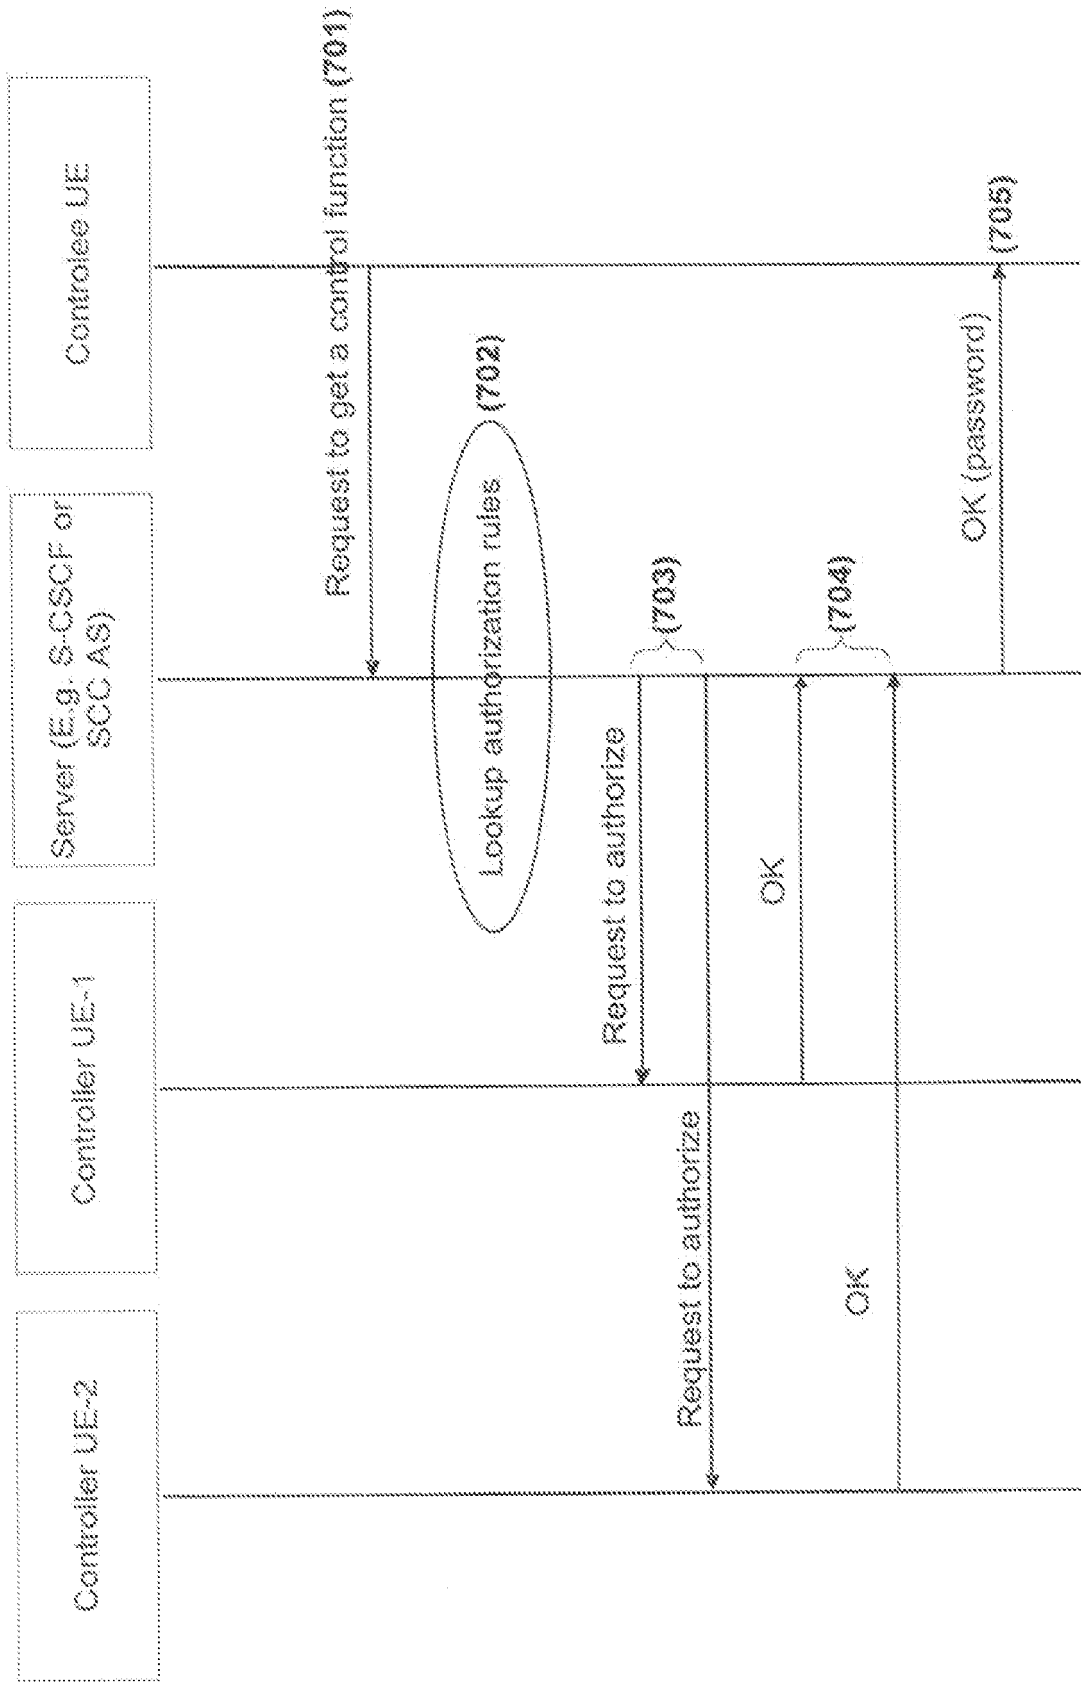 Controller UE-2
Controller UE-1
Server (E.g. S-CSCF or
SCC AS)
Controlee UE
Request to get a control function (701)
Lookup authorization rules
(702)
Request to authorize
(703)
Request to authorize
OK
(704)
OK
OK (password)
(705)